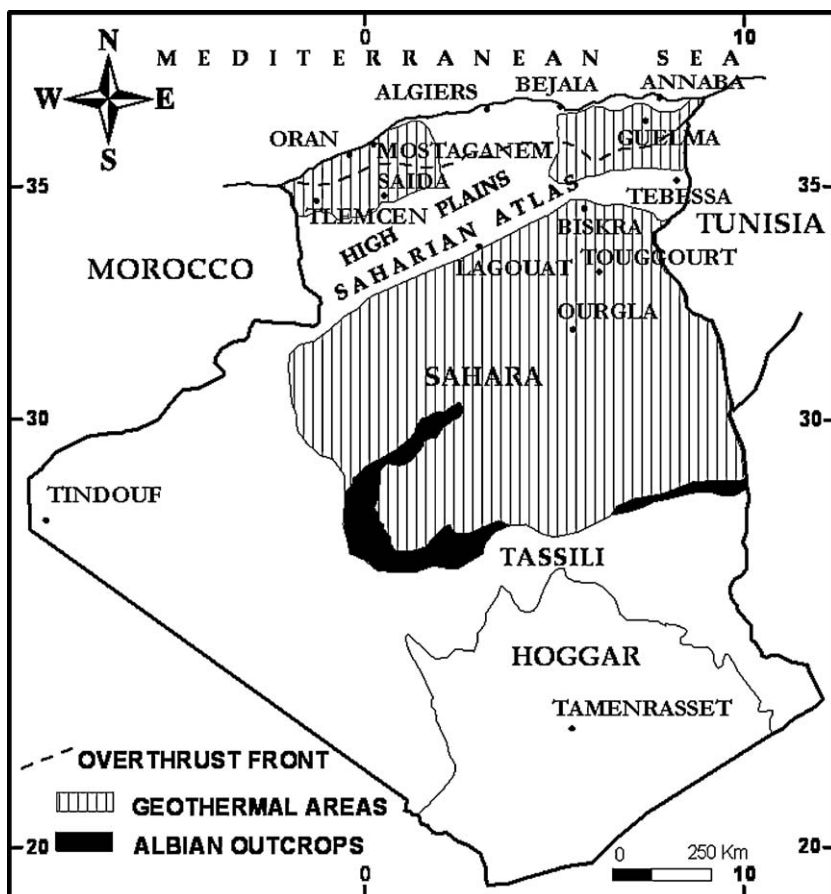 0
10
MEDITERRANEAN SEA
N
W E
S
ALGIERS
BEJAIA
ANNABA
ORAN
MOSTAGANEM
GUELMA
35
35
SAIDA
TLEMCEN
TEBESSA
HIGH PLAINS
SAHARIAN ATLAS
BISKRA
TUNISIA
MOROCCO
LAGOUAT
TOUGGOURT
OURGLA
SAHARA
30
30
TINDOUF
TASSILI
HOGGAR
TAMENRASSET
OVERTHRUST FRONT
GEOTHERMAL AREAS
ALBIAN OUTCROPS
20
20
0 250 Km
0
10